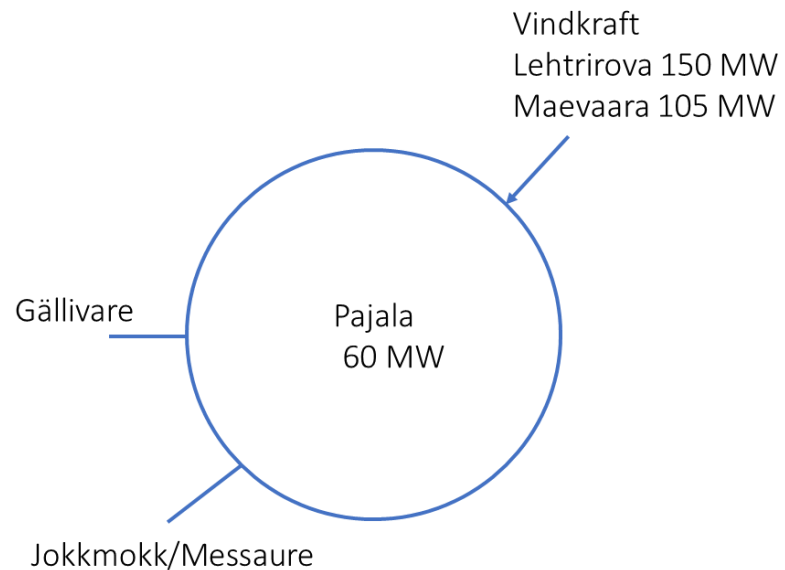 Vindkraft
Lehtrirova 150 MW
Maevaara 105 MW
Gällivare
Pajala
60 MW
Jokkmokk/Messaure